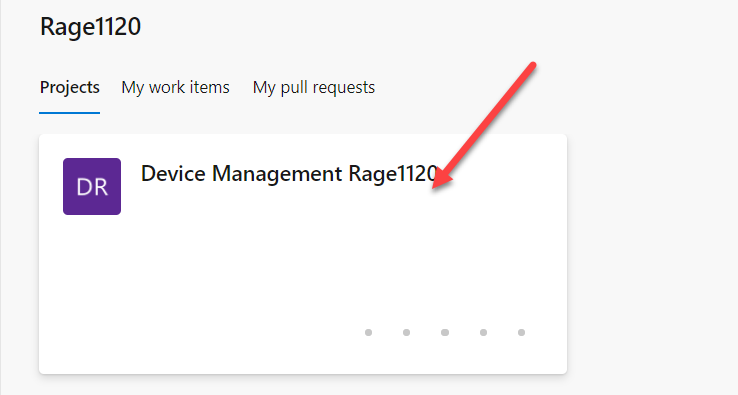 Rage1120
Projects My work items My pull requests
DR Device Management Rage1120